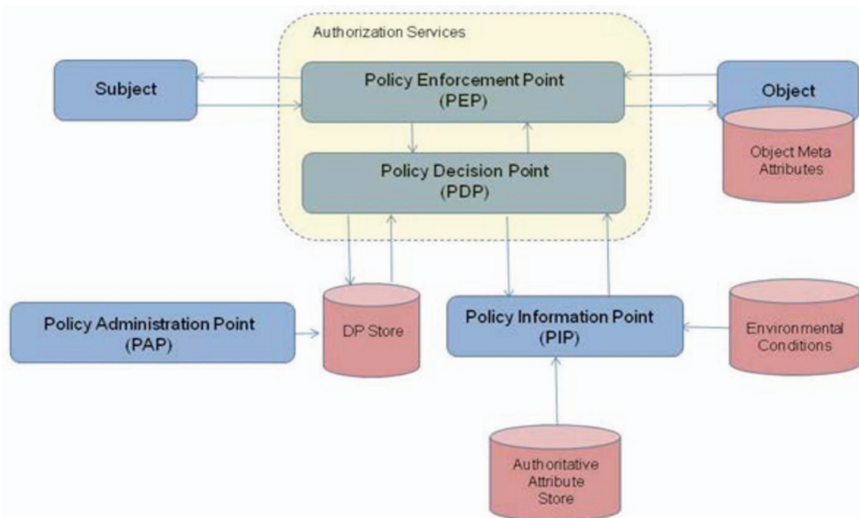 Authorization Services
Subject
Policy Enforcement Point
(PEP)
Object
Object Meta
Attributes
Policy Decision Point
(PDP)
Policy Administration Point
(PAP)
DP Store
Policy Information Point
(PIP)
Environmental
Conditions
Authoritative
Attribute
Store